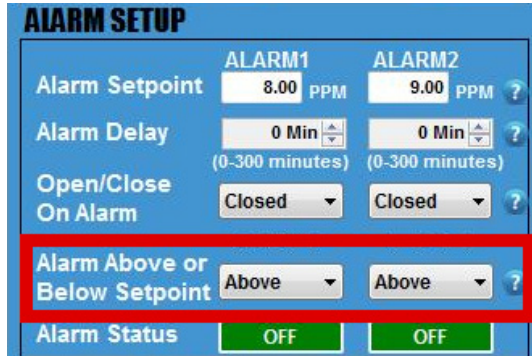 ALARM SETUP
ALARM1 ALARM2
Alarm Setpoint 8.00 PPM 9.00 PPM ?
Alarm Delay 0 Min 0 Min ?
(0-300 minutes) (0-300 minutes)
Open/Close
On Alarm Closed Closed ?
Alarm Above or
Below Setpoint Above Above ?
Alarm Status OFF OFF